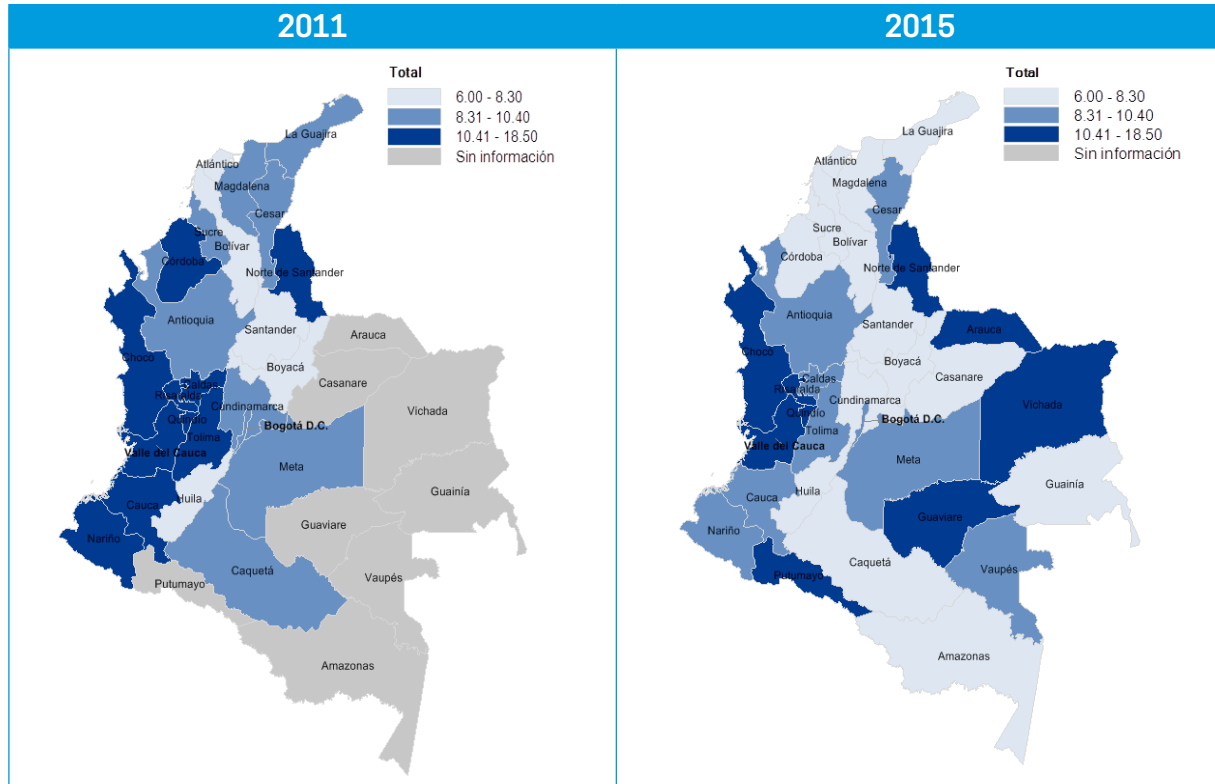 2011
Total
6.00 - 8.30
8.31 - 10.40
10.41 - 18.50
Sin información
La Guajira
Atlántico
Magdalena
Cesar
Sucre
Bolívar
Córdoba
Norte de Santander
Antioquia
Santander
Arauca
Chocó
Boyacá
Casanare
Caldas
Risaralda
Cundinamarca
Vichada
Quindío
Bogotá D.C.
Tolima
Valle del Cauca
Meta
Guainía
Huila
Cauca
Guaviare
Nariño
Caquetá
Vaupés
Putumayo
Amazonas
2015
Total
6.00 - 8.30
8.31 - 10.40
10.41 - 18.50
Sin información
La Guajira
Atlántico
Magdalena
Cesar
Sucre
Bolívar
Córdoba
Norte de Santander
Antioquia
Santander
Arauca
Chocó
Boyacá
Casanare
Caldas
Risaralda
Cundinamarca
Vichada
Quindío
Bogotá D.C.
Tolima
Valle del Cauca
Meta
Guainía
Huila
Cauca
Guaviare
Nariño
Vaupés
Caquetá
Putumayo
Amazonas